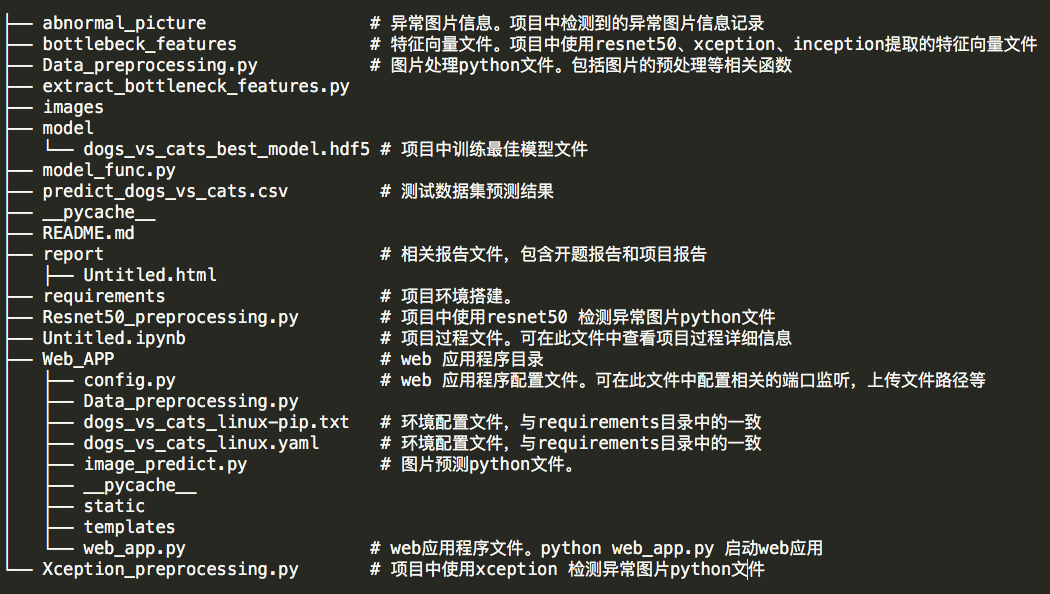 ├── abnormal_picture # 异常图片信息。项目中检测到的异常图片信息记录
├── bottlebeck_features # 特征向量文件。项目中使用resnet50、xception、inception提取的特征向量文件
├── Data_preprocessing.py # 图片处理python文件。包括图片的预处理等相关函数
├── extract_bottleneck_features.py
├── images
├── model
│   └── dogs_vs_cats_best_model.hdf5 # 项目中训练最佳模型文件
├── model_func.py
├── predict_dogs_vs_cats.csv # 测试数据集预测结果
├── __pycache__
├── README.md
├── report # 相关报告文件，包含开题报告和项目报告
│   ├── Untitled.html
├── requirements # 项目环境搭建。
├── Resnet50_preprocessing.py # 项目中使用resnet50 检测异常图片python文件
├── Untitled.ipynb # 项目过程文件。可在此文件中查看项目过程详细信息
├── Web_APP # web 应用程序目录
│   ├── config.py # web 应用程序配置文件。可在此文件中配置相关的端口监听，上传文件路径等
│   ├── Data_preprocessing.py
│   ├── dogs_vs_cats_linux-pip.txt # 环境配置文件，与requirements目录中的一致
│   ├── dogs_vs_cats_linux.yaml # 环境配置文件，与requirements目录中的一致
│   ├── image_predict.py # 图片预测python文件。
│   ├── __pycache__
│   ├── static
│   ├── templates
│   └── web_app.py # web应用程序文件。python web_app.py 启动web应用
└── Xception_preprocessing.py # 项目中使用xception 检测异常图片python文件